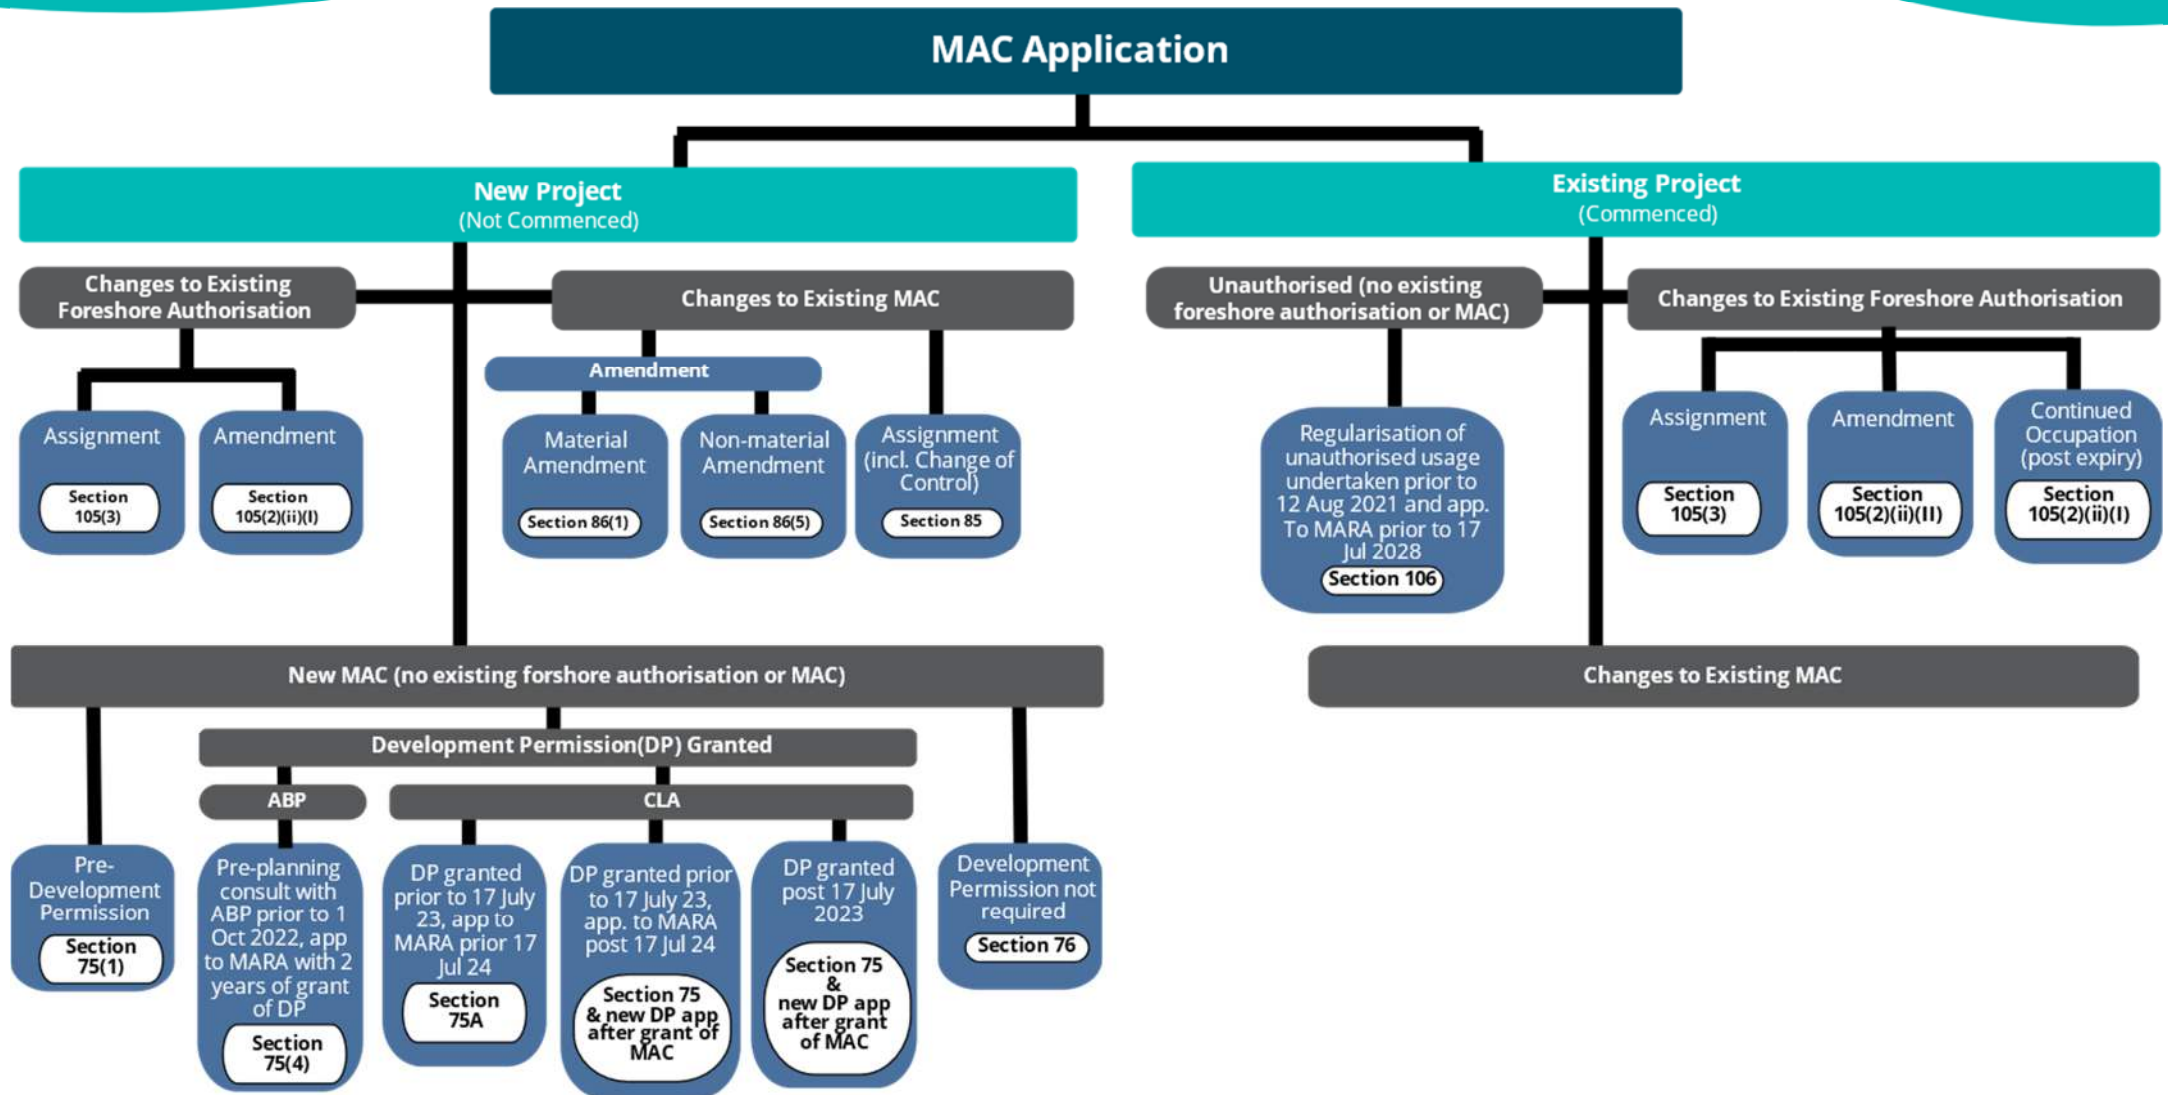 MAC Application
New Project
(Not Commenced)
Existing Project
(Commenced)
Changes to Existing
Foreshore Authorisation
Changes to Existing MAC
Unauthorised (no existing
foreshore authorisation or MAC)
Changes to Existing Foreshore Authorisation
Amendment
Assignment
Section
105(3)
Amendment
Section
105(2)(ii)(I)
Material
Amendment
Section 86(1)
Non-material
Amendment
Section 86(5)
Assignment
(incl. Change of
Control)
Section 85
Regularisation of
unauthorised usage
undertaken prior to
12 Aug 2021 and app.
To MARA prior to 17
Jul 2028
Section 106
Assignment
Section
105(3)
Amendment
Section
105(2)(ii)(II)
Continued
Occupation
(post expiry)
Section
105(2)(ii)(I)
New MAC (no existing forshore authorisation or MAC)
Changes to Existing MAC
Development Permission(DP) Granted
ABP
CLA
Pre-
Development
Permission
Section
75(1)
Pre-planning
consult with
ABP prior to 1
Oct 2022, app
to MARA with 2
years of grant
of DP
Section
75(4)
DP granted
prior to 17 July
23, app to
MARA prior 17
Jul 24
Section
75A
DP granted prior
to 17 July 23,
app. to MARA
post 17 Jul 24
Section 75
& new DP app
after grant of
MAC
DP granted
post 17 July
2023
Section 75
&
new DP app
after grant
of MAC
Development
Permission not
required
Section 76